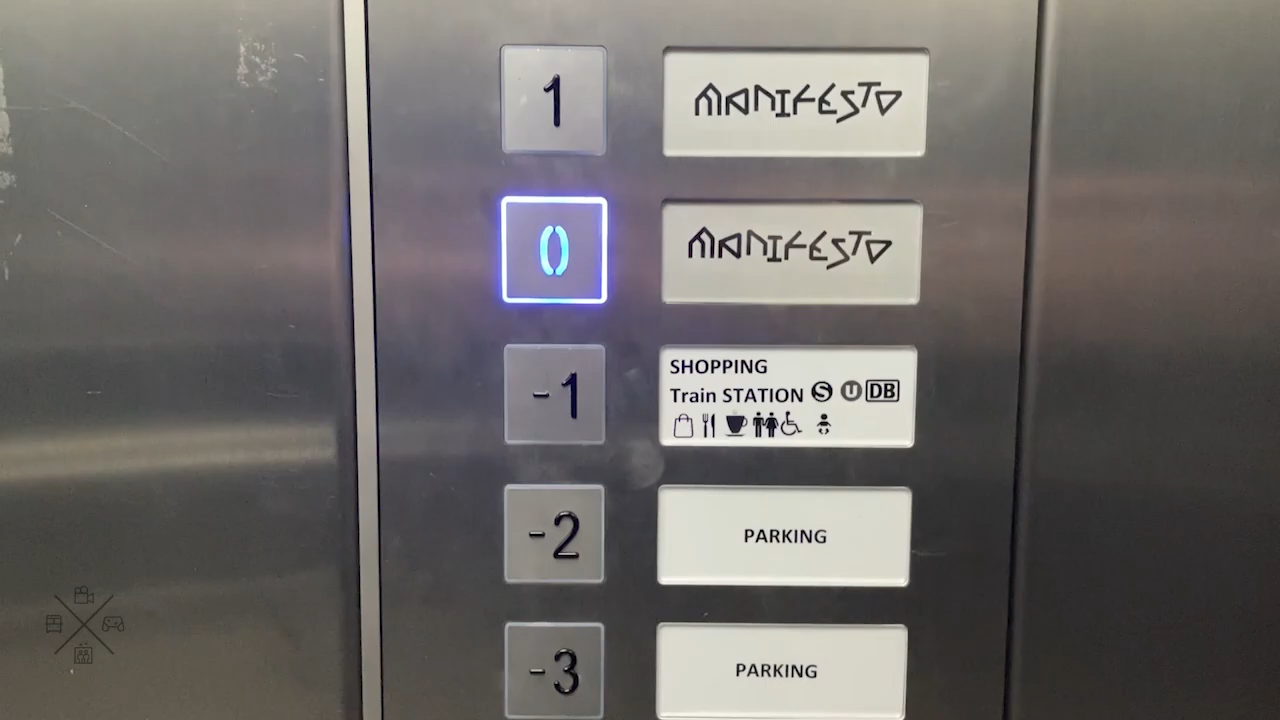 1
MANIFESTO
0
MANIFESTO
-1
SHOPPING
Train STATION S U DB
-2
PARKING
-3
PARKING